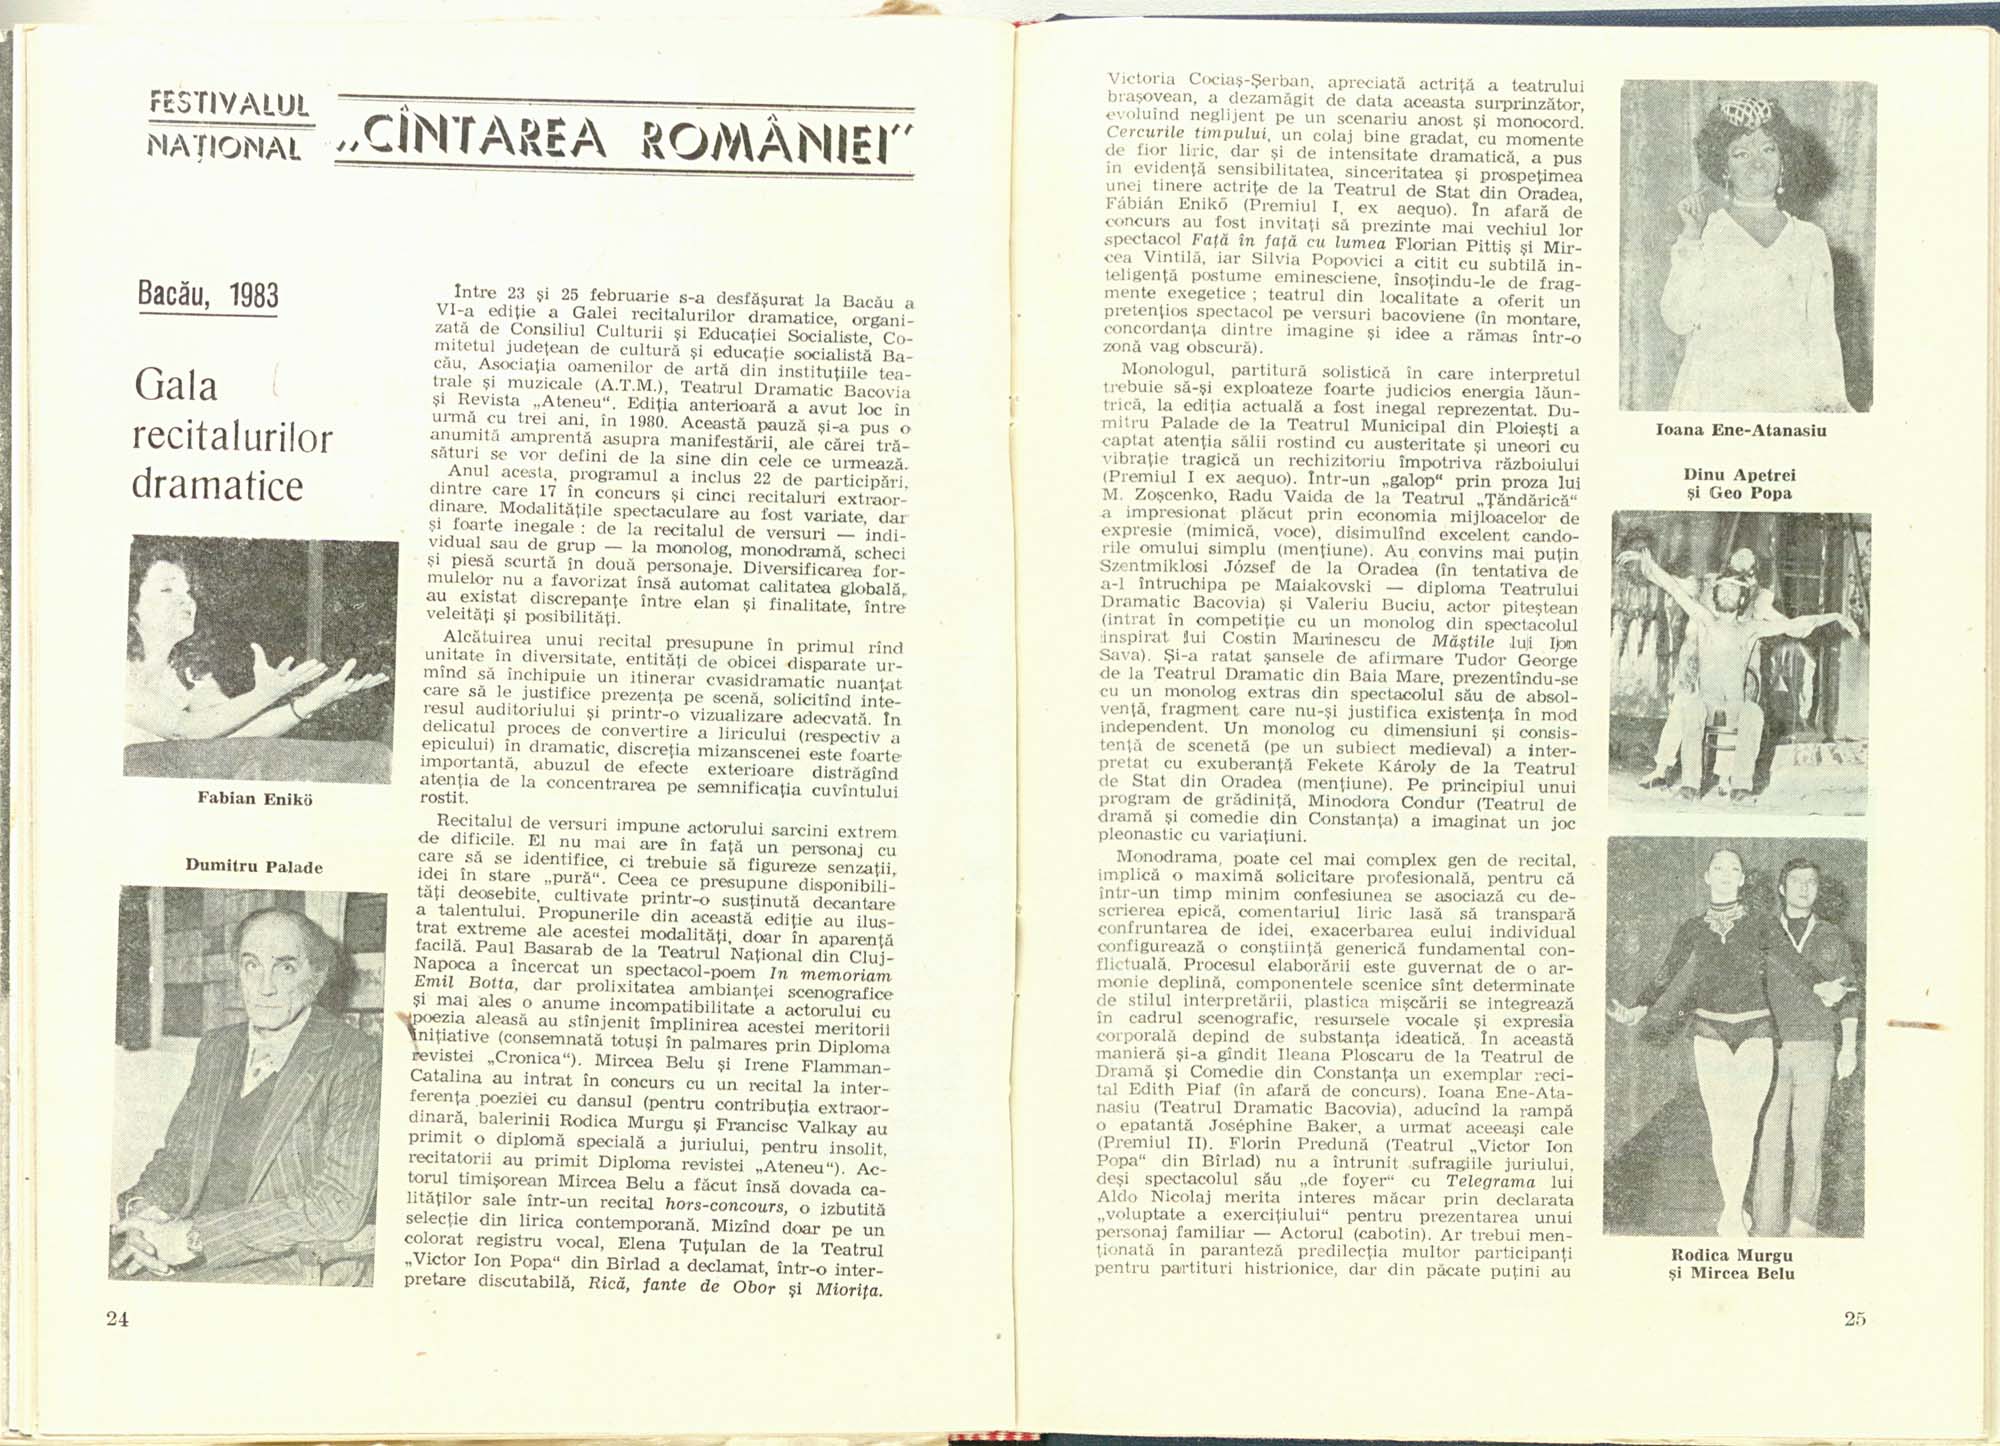 FESTIVALUL
NAȚIONAL
„CÎNTAREA ROMÂNIEI”
Bacău, 1983
Gala
recitalurilor
dramatice
Fabian Enikö
Dumitru Palade
Între 23 și 25 februarie s-a desfășurat la Bacău a
VI-a ediție a Galei recitalurilor dramatice, organi-
zată de Consiliul Culturii și Educației Socialiste, Co-
mitetul județean de cultură și educație socialistă Ba-
cău, Asociația oamenilor de artă din instituțiile tea-
trale și muzicale (A.T.M.), Teatrul Dramatic Bacovia
și Revista „Ateneu“. Ediția anterioară a avut loc în
urmă cu trei ani, în 1980. Această pauză și-a pus o
anumită amprentă asupra manifestării, ale cărei tră-
sături se vor defini de la sine din cele ce urmează.
Anul acesta, programul a inclus 22 de participări,
dintre care 17 în concurs și cinci recitaluri extraor-
dinare. Modalitățile spectaculare au fost variate, dar
și foarte inegale : de la recitalul de versuri — indi-
vidual sau de grup — la monolog, monodramă, scheci
și piesă scurtă în două personaje. Diversificarea for-
mulelor nu a favorizat însă automat calitatea globală,
au existat discrepanțe între elan și finalitate, între
veleități și posibilități.
Alcătuirea unui recital presupune în primul rînd
unitate în diversitate, entități de obicei disparate ur-
mînd să închipuie un itinerar cvasidramatic nuanțat
care să le justifice prezența pe scenă, solicitînd inte-
resul auditoriului și printr-o vizualizare adecvată. În
delicatul proces de convertire a liricului (respectiv a
epicului) în dramatic, discreția mizanscenei este foarte
importantă, abuzul de efecte exterioare distrăgînd
atenția de la concentrarea pe semnificația cuvîntului
rostit.
Recitalul de versuri impune actorului sarcini extrem
de dificile. El nu mai are în față un personaj cu
care să se identifice, ci trebuie să figureze senzații,
idei în stare „pură“. Ceea ce presupune disponibili-
tăți deosebite, cultivate printr-o susținută decantare
a talentului. Propunerile din această ediție au ilus-
trat extreme ale acestei modalități, doar în aparență
facilă. Paul Basarab de la Teatrul Național din Cluj-
Napoca a încercat un spectacol-poem In memoriam
Emil Botta, dar prolixitatea ambianței scenografice
și mai ales o anume incompatibilitate a actorului cu
poezia aleasă au stînjenit împlinirea acestei meritorii
inițiative (consemnată totuși în palmares prin Diploma
revistei „Cronica“). Mircea Belu și Irene Flamman-
Catalina au intrat în concurs cu un recital la inter-
ferența poeziei cu dansul (pentru contribuția extraor-
dinară, balerinii Rodica Murgu și Francisc Valkay au
primit o diplomă specială a juriului, pentru insolit,
recitatorii au primit Diploma revistei „Ateneu“). Ac-
torul timișorean Mircea Belu a făcut însă dovada ca-
lităților sale într-un recital hors-concours, o izbutită
selecție din lirica contemporană. Mizînd doar pe un
colorat registru vocal, Elena Țuțulan de la Teatrul
„Victor Ion Popa“ din Bîrlad a declamat, într-o inter-
pretare discutabilă, Rică, fante de Obor și Miorița.
24
Victoria Cociaș-Șerban, apreciată actriță a teatrului
brașovean, a dezamăgit de data aceasta surprinzător,
evoluînd neglijent pe un scenariu anost și monocord.
Cercurile timpului, un colaj bine gradat, cu momente
de fior liric, dar și de intensitate dramatică, a pus
în evidență sensibilitatea, sinceritatea și prospețimea
unei tinere actrițe de la Teatrul de Stat din Oradea,
Fábián Enikő (Premiul I, ex aequo). În afară de
concurs au fost invitați să prezinte mai vechiul lor
spectacol Față în față cu lumea Florian Pittiș și Mir-
cea Vintilă, iar Silvia Popovici a citit cu subtilă in-
teligență postume eminesciene, însoțindu-le de frag-
mente exegetice ; teatrul din localitate a oferit un
pretențios spectacol pe versuri bacoviene (în montare,
concordanța dintre imagine și idee a rămas într-o
zonă vag obscură).
Monologul, partitură solistică în care interpretul
trebuie să-și exploateze foarte judicios energia lăun-
trică, la ediția actuală a fost inegal reprezentat. Du-
mitru Palade de la Teatrul Municipal din Ploiești a
captat atenția sălii rostind cu austeritate și uneori cu
vibrație tragică un rechizitoriu împotriva războiului
(Premiul I ex aequo). Într-un „galop“ prin proza lui
M. Zoșcenko, Radu Vaida de la Teatrul „Țăndărică“
a impresionat plăcut prin economia mijloacelor de
expresie (mimică, voce), disimulînd excelent cando-
rile omului simplu (mențiune). Au convins mai puțin
Szentmiklosi József de la Oradea (în tentativa de
a-l întruchipa pe Maiakovski — diploma Teatrului
Dramatic Bacovia) și Valeriu Buciu, actor piteștean
(intrat în competiție cu un monolog din spectacolul
inspirat lui Costin Marinescu de Măștile lui Ion
Sava). Și-a ratat șansele de afirmare Tudor George
de la Teatrul Dramatic din Baia Mare, prezentîndu-se
cu un monolog extras din spectacolul său de absol-
vență, fragment care nu-și justifica existența în mod
independent. Un monolog cu dimensiuni și consis-
tență de scenetă (pe un subiect medieval) a inter-
pretat cu exuberanță Fekete Károly de la Teatrul
de Stat din Oradea (mențiune). Pe principiul unui
program de grădiniță, Minodora Condur (Teatrul de
dramă și comedie din Constanța) a imaginat un joc
pleonastic cu variațiuni.
Monodrama, poate cel mai complex gen de recital,
implică o maximă solicitare profesională, pentru că
într-un timp minim confesiunea se asociază cu de-
scrierea epică, comentariul liric lasă să transpară
confruntarea de idei, exacerbarea eului individual
configurează o conștiință generică fundamental con-
flictuală. Procesul elaborării este guvernat de o ar-
monie deplină, componentele scenice sînt determinate
de stilul interpretării, plastica mișcării se integrează
în cadrul scenografic, resursele vocale și expresia
corporală depind de substanța ideatică. În această
manieră și-a gîndit Ileana Ploscaru de la Teatrul de
Dramă și Comedie din Constanța un exemplar reci-
tal Edith Piaf (în afară de concurs). Ioana Ene-Ata-
nasiu (Teatrul Dramatic Bacovia), aducînd la rampă
o epatantă Joséphine Baker, a urmat aceeași cale
(Premiul II). Florin Predună (Teatrul „Victor Ion
Popa“ din Bîrlad) nu a întrunit sufragiile juriului,
deși spectacolul său „de foyer“ cu Telegrama lui
Aldo Nicolaj merita interes măcar prin declarata
„voluptate a exercițiului“ pentru prezentarea unui
personaj familiar — Actorul (cabotin). Ar trebui men-
ționată în paranteză predilecția multor participanți
pentru partituri histrionice, dar din păcate puțini au
Ioana Ene-Atanasiu
Dinu Apetrei
și Geo Popa
Rodica Murgu
și Mircea Belu
25